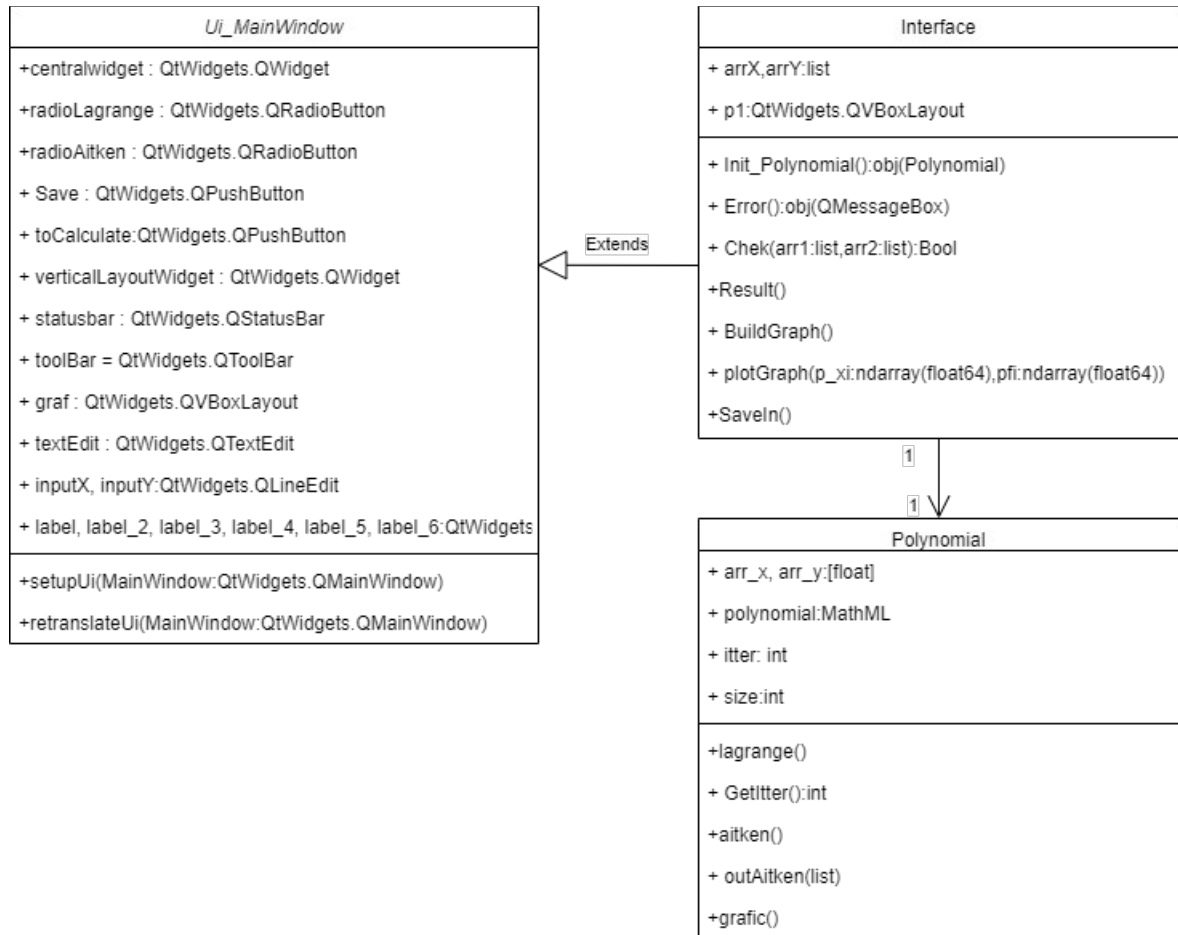 Ui_MainWindow
+centralwidget : QtWidgets.QWidget
+radioLagrange : QtWidgets.QRadioButton
+radioAitken : QtWidgets.QRadioButton
+ Save : QtWidgets.QPushButton
+ toCalculate:QtWidgets.QPushButton
+ verticalLayoutWidget : QtWidgets.QWidget
+ statusbar : QtWidgets.QStatusBar
+ toolBar = QtWidgets.QToolBar
+ graf : QtWidgets.QVBoxLayout
+ textEdit : QtWidgets.QTextEdit
+ inputX, inputY:QtWidgets.QLineEdit
+ label, label_2, label_3, label_4, label_5, label_6:QtWidgets
+setupUi(MainWindow:QtWidgets.QMainWindow)
+retranslateUi(MainWindow:QtWidgets.QMainWindow)
Extends
Interface
+ arrX,arrY:list
+ p1:QtWidgets.QVBoxLayout
+ Init_Polynomial():obj(Polynomial)
+ Error():obj(QMessageBox)
+ Chek(arr1:list,arr2:list):Bool
+Result()
+ BuildGraph()
+ plotGraph(p_xi:ndarray(float64),pfi:ndarray(float64))
+SaveIn()
1
1
Polynomial
+ arr_x, arr_y:[float]
+ polynomial:MathML
+ itter: int
+ size:int
+lagrange()
+ GetItter():int
+aitken()
+ outAitken(list)
+grafic()